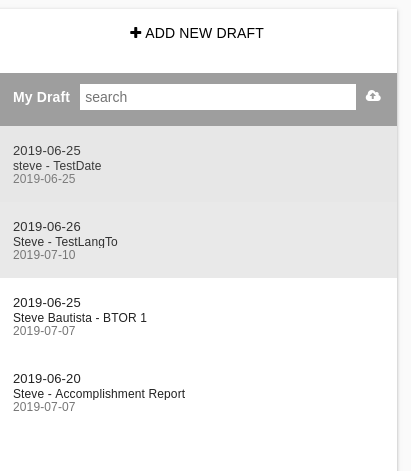 ADD NEW DRAFT
My Draft search
2019-06-25
steve - TestDate
2019-06-25
2019-06-26
Steve - TestLangTo
2019-07-10
2019-06-25
Steve Bautista - BTOR 1
2019-07-07
2019-06-20
Steve - Accomplishment Report
2019-07-07